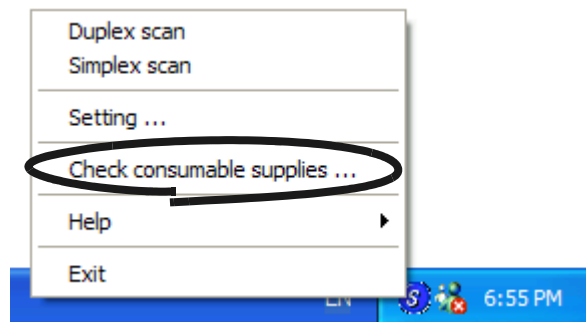 Duplex scan
Simplex scan
Setting ...
Check consumable supplies ...
Help
Exit
EN
S
6:55 PM